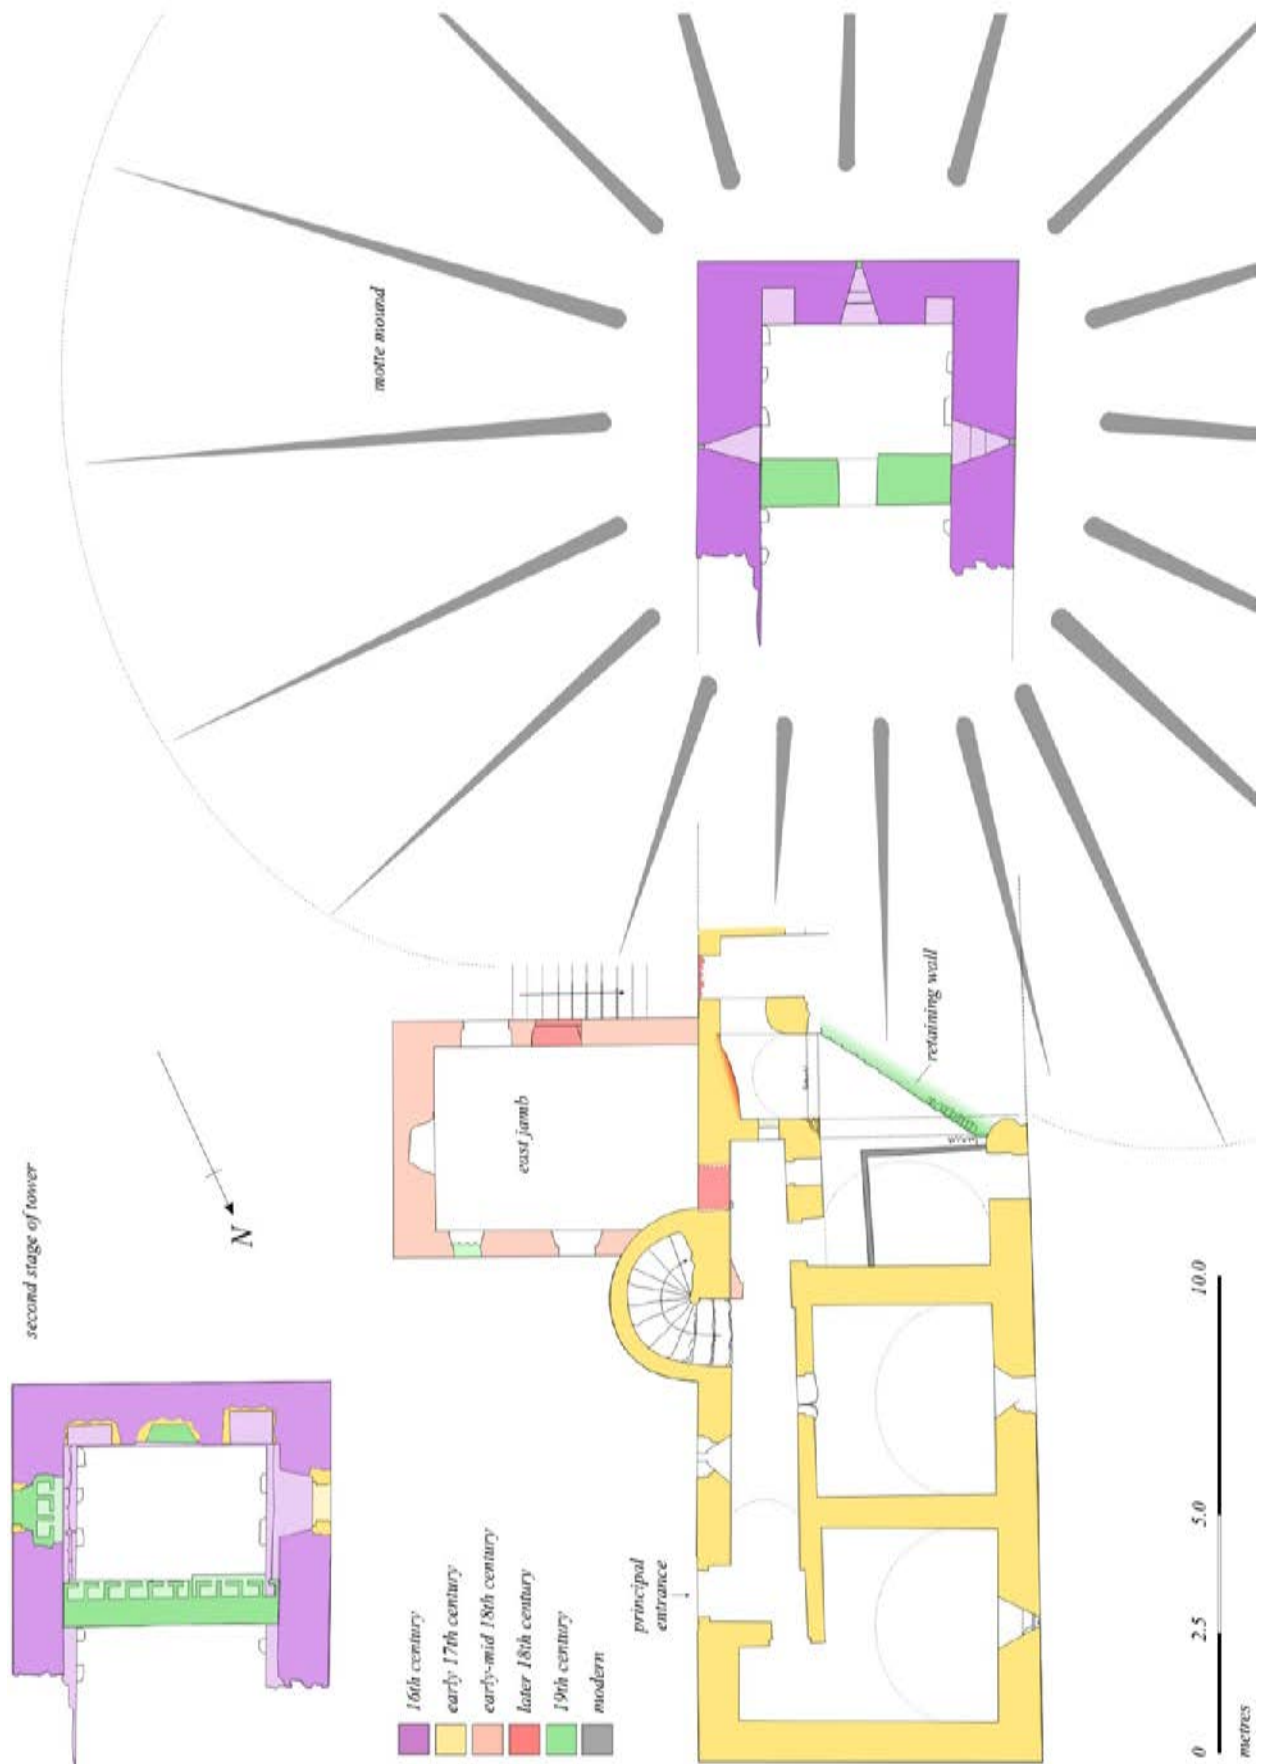 second stage of tower
motte mound
N
east jamb
retaining wall
principal
entrance
16th century
early 17th century
early-mid 18th century
later 18th century
19th century
modern
0 2.5 5.0 10.0
metres